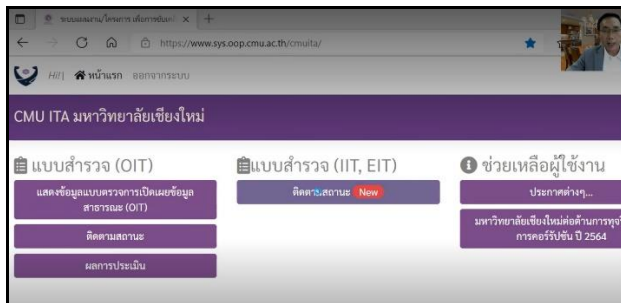 ระบบแผนงาน/โครงการ เพื่อการขับเคลื่
https://www.sys.oop.cmu.ac.th/cmuita/
หน้าแรก ออกจากระบบ
CMU ITA มหาวิทยาลัยเชียงใหม่
แบบสำรวจ (OIT)
แสดงข้อมูลแบบตรวจการเปิดเผยข้อมูล
สาธารณะ (OIT)
ติดตามสถานะ
ผลการประเมิน
แบบสำรวจ (IIT, EIT)
ติดตามสถานะ New
ช่วยเหลือผู้ใช้งาน
ประกาศต่างๆ...
มหาวิทยาลัยเชียงใหม่ต่อต้านการทุจริ
การคอร์รัปชัน ปี 2564